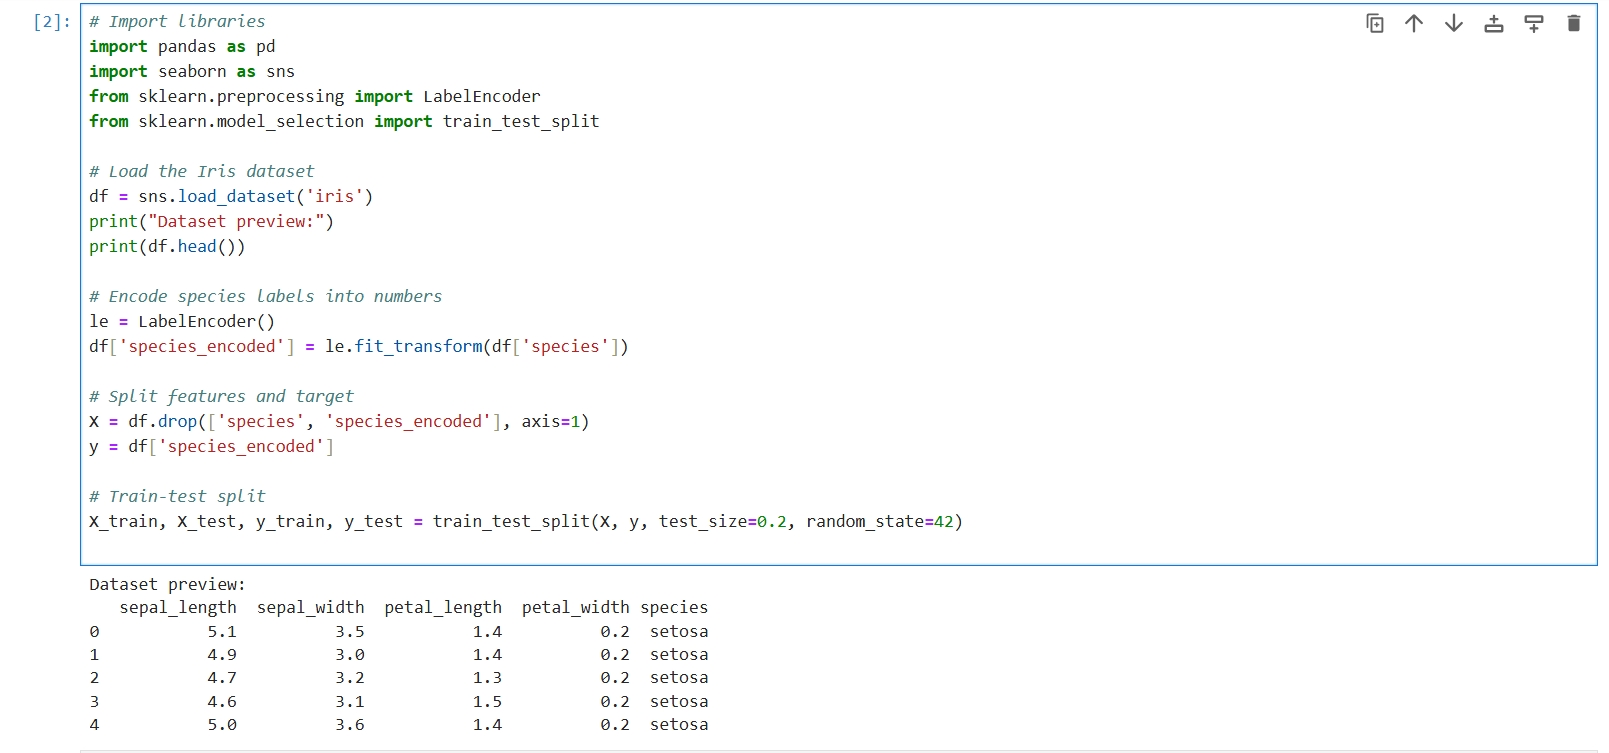 [2]: # Import libraries
import pandas as pd
import seaborn as sns
from sklearn.preprocessing import LabelEncoder
from sklearn.model_selection import train_test_split

# Load the Iris dataset
df = sns.load_dataset('iris')
print("Dataset preview:")
print(df.head())

# Encode species labels into numbers
le = LabelEncoder()
df['species_encoded'] = le.fit_transform(df['species'])

# Split features and target
X = df.drop(['species', 'species_encoded'], axis=1)
y = df['species_encoded']

# Train-test split
X_train, X_test, y_train, y_test = train_test_split(X, y, test_size=0.2, random_state=42)

Dataset preview:
   sepal_length  sepal_width  petal_length  petal_width species
0           5.1          3.5           1.4          0.2  setosa
1           4.9          3.0           1.4          0.2  setosa
2           4.7          3.2           1.3          0.2  setosa
3           4.6          3.1           1.5          0.2  setosa
4           5.0          3.6           1.4          0.2  setosa